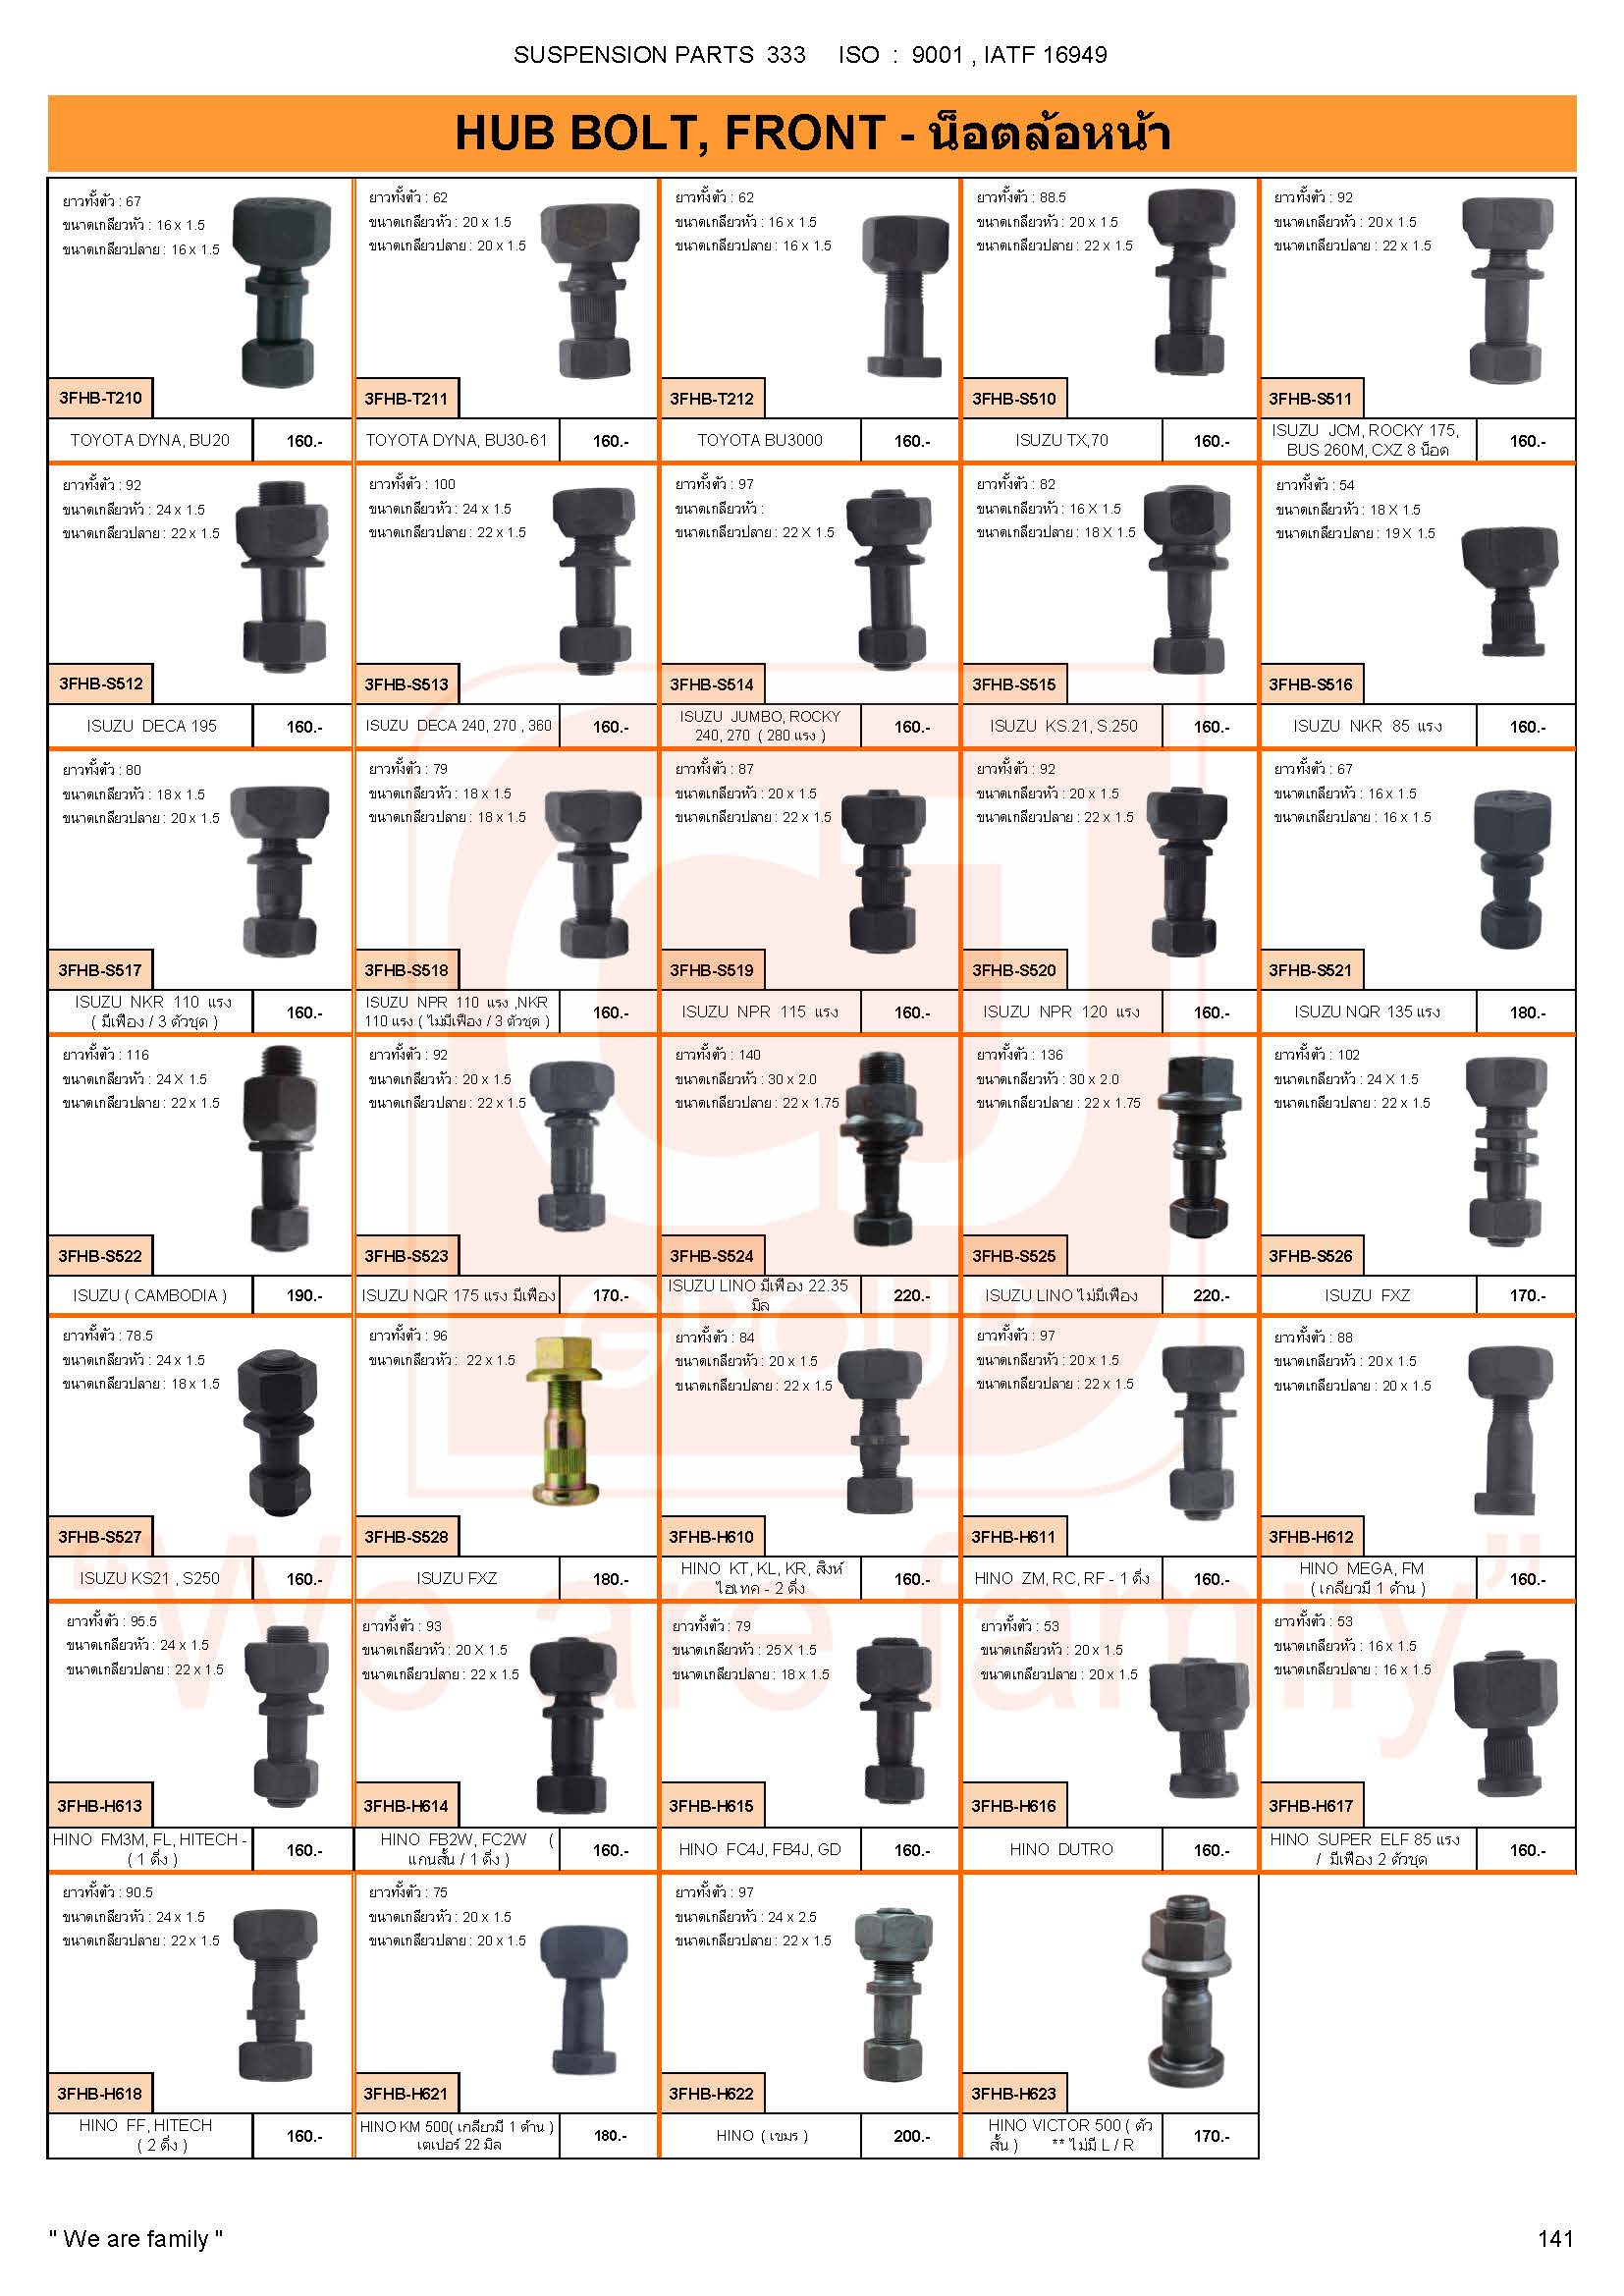 SUSPENSION PARTS 333 ISO : 9001 , IATF 16949
HUB BOLT, FRONT - น็อตล้อหน้า
ยาวทั้งตัว : 67
ขนาดเกลียวหัว : 16 x 1.5
ขนาดเกลียวปลาย : 16 x 1.5
3FHB-T210
TOYOTA DYNA, BU20
160.-
ยาวทั้งตัว : 62
ขนาดเกลียวหัว : 20 x 1.5
ขนาดเกลียวปลาย : 20 x 1.5
3FHB-T211
TOYOTA DYNA, BU30-61
160.-
ยาวทั้งตัว : 62
ขนาดเกลียวหัว : 16 x 1.5
ขนาดเกลียวปลาย : 16 x 1.5
3FHB-T212
TOYOTA BU3000
160.-
ยาวทั้งตัว : 88.5
ขนาดเกลียวหัว : 20 x 1.5
ขนาดเกลียวปลาย : 22 x 1.5
3FHB-S510
ISUZU TX,70
160.-
ยาวทั้งตัว : 92
ขนาดเกลียวหัว : 20 x 1.5
ขนาดเกลียวปลาย : 22 x 1.5
3FHB-S511
ISUZU JCM, ROCKY 175,
BUS 260M, CXZ 8 น็อต
160.-
ยาวทั้งตัว : 92
ขนาดเกลียวหัว : 24 x 1.5
ขนาดเกลียวปลาย : 22 x 1.5
3FHB-S512
ISUZU DECA 195
160.-
ยาวทั้งตัว : 100
ขนาดเกลียวหัว : 24 x 1.5
ขนาดเกลียวปลาย : 22 x 1.5
3FHB-S513
ISUZU DECA 240, 270 , 360
160.-
ยาวทั้งตัว : 97
ขนาดเกลียวหัว :
ขนาดเกลียวปลาย : 22 X 1.5
3FHB-S514
ISUZU JUMBO, ROCKY
240, 270 ( 280 แรง )
160.-
ยาวทั้งตัว : 82
ขนาดเกลียวหัว : 16 X 1.5
ขนาดเกลียวปลาย : 18 X 1.5
3FHB-S515
ISUZU KS.21, S.250
160.-
ยาวทั้งตัว : 54
ขนาดเกลียวหัว : 18 X 1.5
ขนาดเกลียวปลาย : 19 X 1.5
3FHB-S516
ISUZU NKR 85 แรง
160.-
ยาวทั้งตัว : 80
ขนาดเกลียวหัว : 18 x 1.5
ขนาดเกลียวปลาย : 20 x 1.5
3FHB-S517
ISUZU NKR 110 แรง
( มีเฟือง / 3 ตัวชุด )
160.-
ยาวทั้งตัว : 79
ขนาดเกลียวหัว : 18 x 1.5
ขนาดเกลียวปลาย : 18 x 1.5
3FHB-S518
ISUZU NPR 110 แรง ,NKR
110 แรง ( ไม่มีเฟือง / 3 ตัวชุด )
160.-
ยาวทั้งตัว : 87
ขนาดเกลียวหัว : 20 x 1.5
ขนาดเกลียวปลาย : 22 x 1.5
3FHB-S519
ISUZU NPR 115 แรง
160.-
ยาวทั้งตัว : 92
ขนาดเกลียวหัว : 20 x 1.5
ขนาดเกลียวปลาย : 22 x 1.5
3FHB-S520
ISUZU NPR 120 แรง
160.-
ยาวทั้งตัว : 67
ขนาดเกลียวหัว : 16 x 1.5
ขนาดเกลียวปลาย : 16 x 1.5
3FHB-S521
ISUZU NQR 135 แรง
180.-
ยาวทั้งตัว : 116
ขนาดเกลียวหัว : 24 X 1.5
ขนาดเกลียวปลาย : 22 x 1.5
3FHB-S522
ISUZU ( CAMBODIA )
190.-
ยาวทั้งตัว : 92
ขนาดเกลียวหัว : 20 x 1.5
ขนาดเกลียวปลาย : 22 x 1.5
3FHB-S523
ISUZU NQR 175 แรง มีเฟือง
170.-
ยาวทั้งตัว : 140
ขนาดเกลียวหัว : 30 x 2.0
ขนาดเกลียวปลาย : 22 x 1.75
3FHB-S524
ISUZU LINO มีเฟือง 22.35
มิล
220.-
ยาวทั้งตัว : 136
ขนาดเกลียวหัว : 30 x 2.0
ขนาดเกลียวปลาย : 22 x 1.75
3FHB-S525
ISUZU LINO ไม่มีเฟือง
220.-
ยาวทั้งตัว : 102
ขนาดเกลียวหัว : 24 X 1.5
ขนาดเกลียวปลาย : 22 x 1.5
3FHB-S526
ISUZU FXZ
170.-
ยาวทั้งตัว : 78.5
ขนาดเกลียวหัว : 24 x 1.5
ขนาดเกลียวปลาย : 18 x 1.5
3FHB-S527
ISUZU KS21 , S250
160.-
ยาวทั้งตัว : 96
ขนาดเกลียวหัว : 22 x 1.5
3FHB-S528
ISUZU FXZ
180.-
ยาวทั้งตัว : 84
ขนาดเกลียวหัว : 20 x 1.5
ขนาดเกลียวปลาย : 22 x 1.5
3FHB-H610
HINO KT, KL, KR, สิงห์
ไฮเทค - 2 ติ่ง
160.-
ยาวทั้งตัว : 97
ขนาดเกลียวหัว : 20 x 1.5
ขนาดเกลียวปลาย : 22 x 1.5
3FHB-H611
HINO ZM, RC, RF - 1 ติ่ง
160.-
ยาวทั้งตัว : 88
ขนาดเกลียวหัว : 20 x 1.5
ขนาดเกลียวปลาย : 20 x 1.5
3FHB-H612
HINO MEGA, FM
( เกลียวมี 1 ด้าน )
160.-
ยาวทั้งตัว : 95.5
ขนาดเกลียวหัว : 24 x 1.5
ขนาดเกลียวปลาย : 22 x 1.5
3FHB-H613
HINO FM3M, FL, HITECH -
( 1 ติ่ง )
160.-
ยาวทั้งตัว : 93
ขนาดเกลียวหัว : 20 X 1.5
ขนาดเกลียวปลาย : 22 x 1.5
3FHB-H614
HINO FB2W, FC2W (
แกนสั้น / 1 ติ่ง )
160.-
ยาวทั้งตัว : 79
ขนาดเกลียวหัว : 25 X 1.5
ขนาดเกลียวปลาย : 18 x 1.5
3FHB-H615
HINO FC4J, FB4J, GD
160.-
ยาวทั้งตัว : 53
ขนาดเกลียวหัว : 20 x 1.5
ขนาดเกลียวปลาย : 20 x 1.5
3FHB-H616
HINO DUTRO
160.-
ยาวทั้งตัว : 53
ขนาดเกลียวหัว : 16 x 1.5
ขนาดเกลียวปลาย : 16 x 1.5
3FHB-H617
HINO SUPER ELF 85 แรง
/ มีเฟือง 2 ตัวชุด
160.-
ยาวทั้งตัว : 90.5
ขนาดเกลียวหัว : 24 x 1.5
ขนาดเกลียวปลาย : 22 x 1.5
3FHB-H618
HINO FF, HITECH
( 2 ติ่ง )
160.-
ยาวทั้งตัว : 75
ขนาดเกลียวหัว : 20 x 1.5
ขนาดเกลียวปลาย : 20 x 1.5
3FHB-H621
HINO KM 500( เกลียวมี 1 ด้าน )
เตเปอร์ 22 มิล
180.-
ยาวทั้งตัว : 97
ขนาดเกลียวหัว : 24 x 2.5
ขนาดเกลียวปลาย : 22 x 1.5
3FHB-H622
HINO ( เขมร )
200.-
3FHB-H623
HINO VICTOR 500 ( ตัว
สั้น ) ** ไม่มี L / R
170.-
CJ
GROUP
"We are family"
" We are family "
141